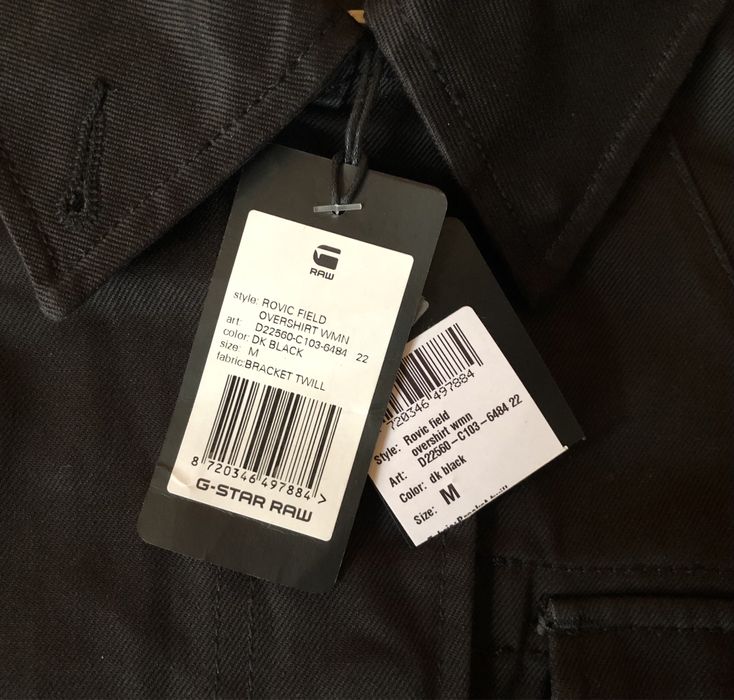 RAW
style: ROVIC FIELD
OVERSHIRT WMN
art: D22560-C103-6484 22
color: DK BLACK
size: M
fabric: BRACKET TWILL
8 720346 497884 >
G-STAR RAW
720346 497884
Style: Rovic field
overshirt wmn
Art: D22560-C103-6484 22
Color: dk black
Size: M